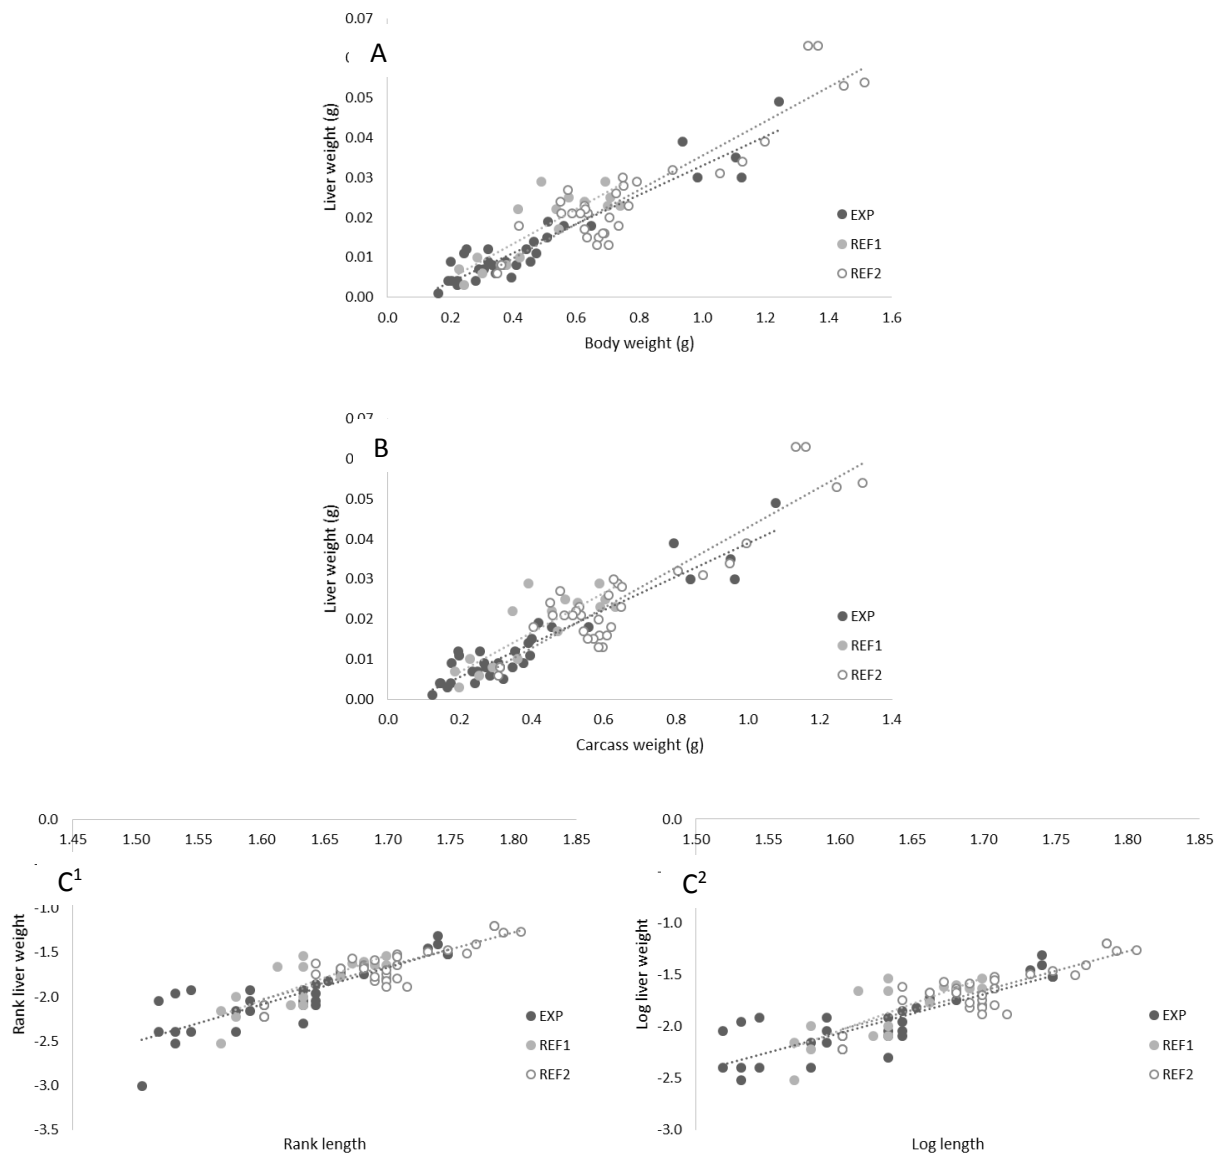 0.07
A
0.05
0.04
0.03
0.02
0.01
0.00
Liver weight (g)
EXP
REF1
REF2
0.0 0.2 0.4 0.6 0.8 1.0 1.2 1.4 1.6
Body weight (g)
B
0.05
0.04
0.03
0.02
0.01
0.00
Liver weight (g)
EXP
REF1
REF2
0.0 0.2 0.4 0.6 0.8 1.0 1.2 1.4
Carcass weight (g)
0.0
1.45 1.50 1.55 1.60 1.65 1.70 1.75 1.80 1.85
C1
-1.0
-1.5
-2.0
-2.5
-3.0
-3.5
Rank liver weight
EXP
REF1
REF2
Rank length
0.0
1.50 1.55 1.60 1.65 1.70 1.75 1.80 1.85
C2
-1.0
-1.5
-2.0
-2.5
-3.0
Log liver weight
EXP
REF1
REF2
Log length